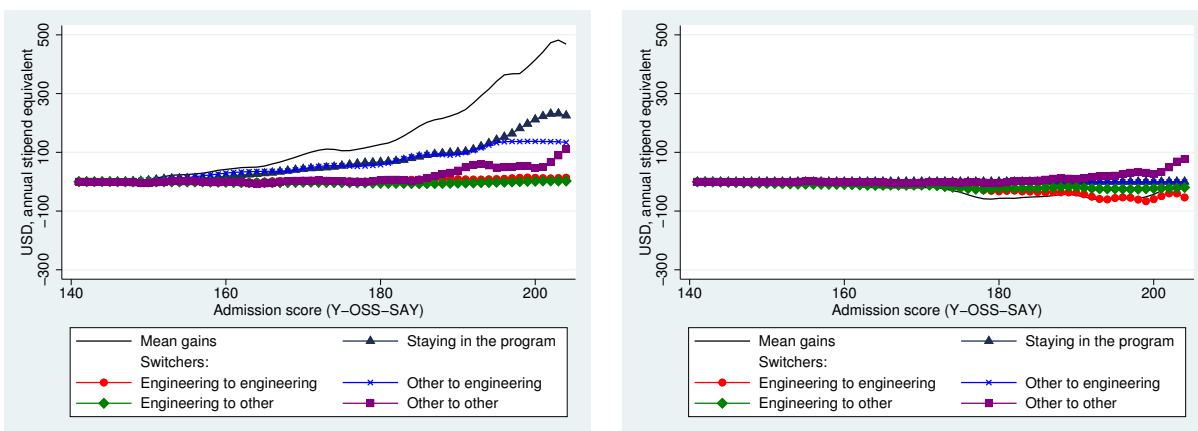 USD, annual stipend equivalent
500
300
100
−100
−300
140
160
180
200
Admission score (Y−OSS−SAY)
Mean gains
Staying in the program
Switchers:
Engineering to engineering
Other to engineering
Engineering to other
Other to other
USD, annual stipend equivalent
500
300
100
−100
−300
140
160
180
200
Admission score (Y−OSS−SAY)
Mean gains
Staying in the program
Switchers:
Engineering to engineering
Other to engineering
Engineering to other
Other to other